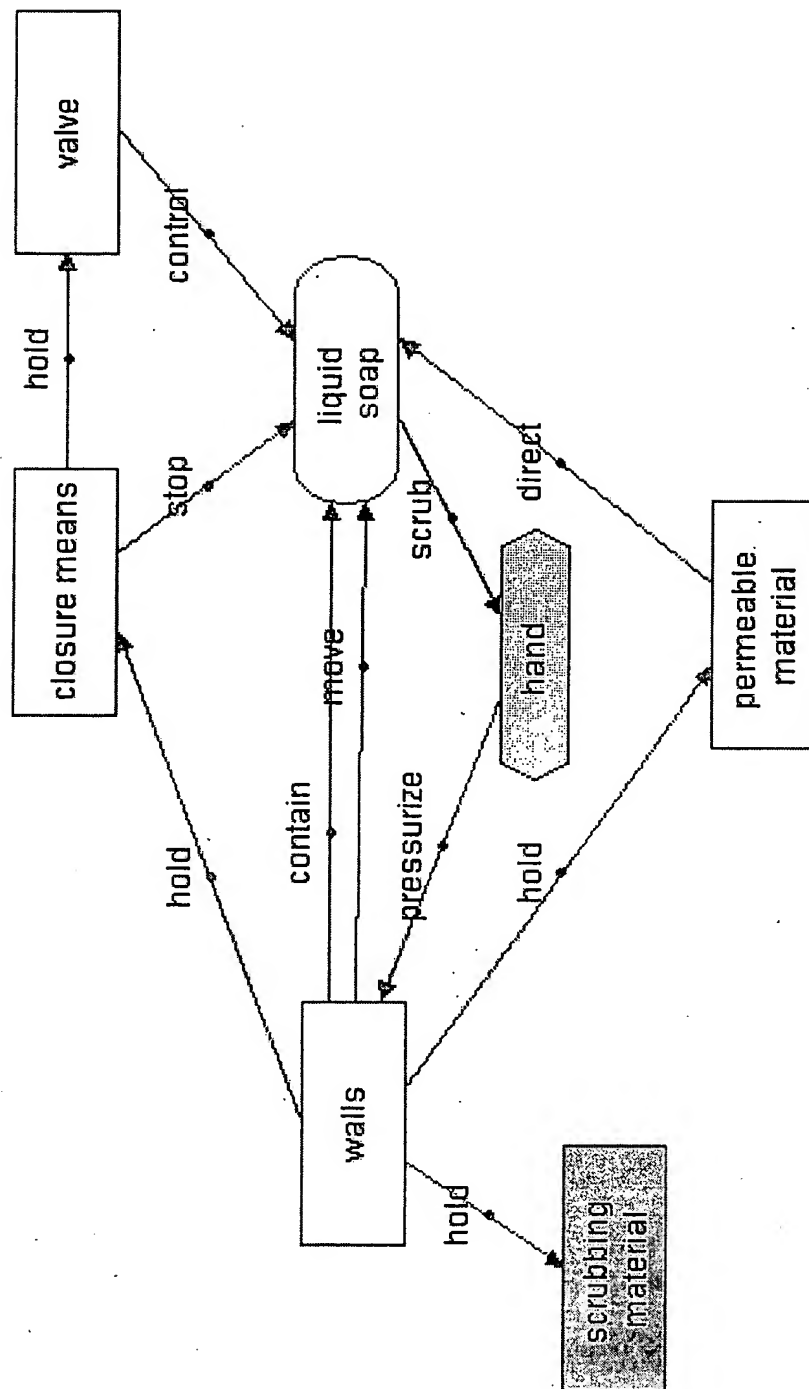 closure means
hold
valve
hold
stop
control
walls
contain
move
liquid
soap
pressurize
scrub
hand
hold
direct
hold
scrubbing
material
permeable
material